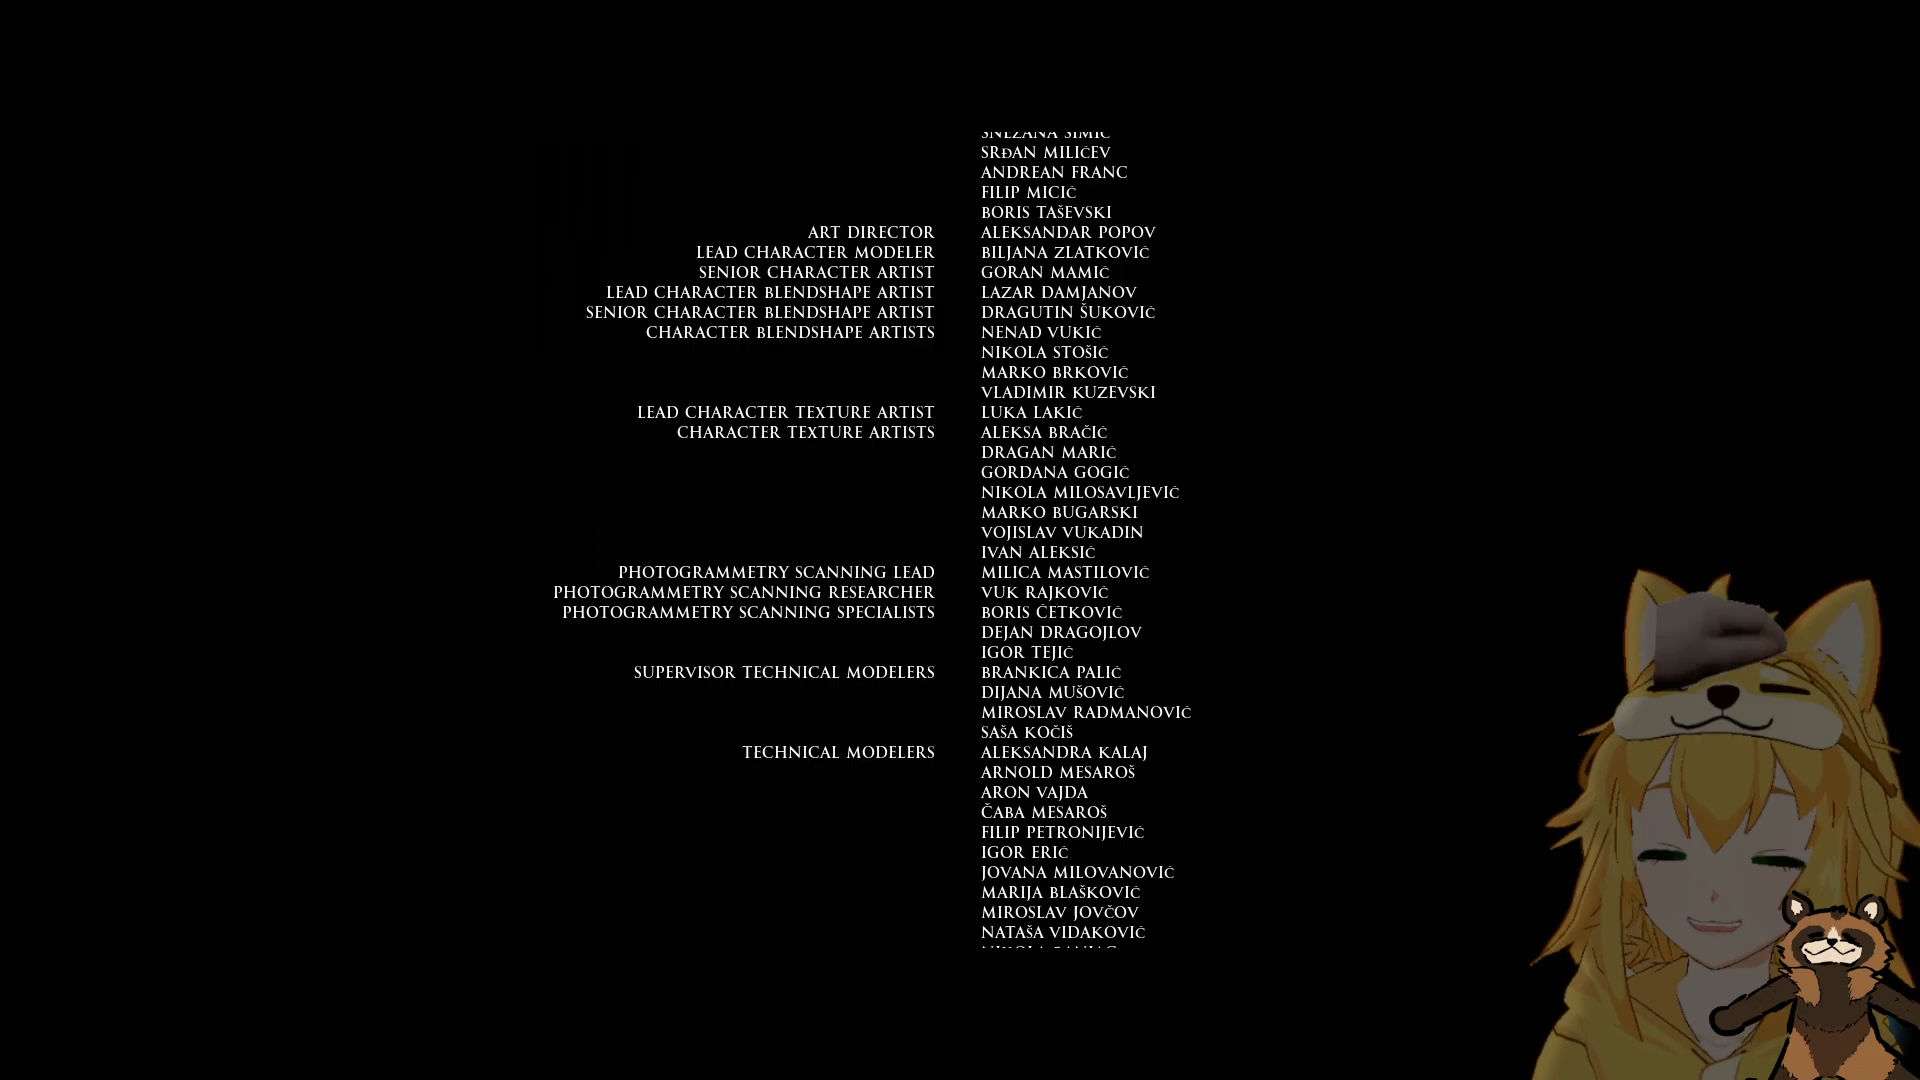 SNEŽANA SIMIĆ
SRĐAN MILIĆEV
ANDREAN FRANC
FILIP MICIĆ
BORIS TAŠEVSKI
ART DIRECTOR ALEKSANDAR POPOV
LEAD CHARACTER MODELER BILJANA ZLATKOVIĆ
SENIOR CHARACTER ARTIST GORAN MAMIĆ
LEAD CHARACTER BLENDSHAPE ARTIST LAZAR DAMJANOV
SENIOR CHARACTER BLENDSHAPE ARTIST DRAGUTIN ŠUKOVIĆ
CHARACTER BLENDSHAPE ARTISTS NENAD VUKIĆ
NIKOLA STOŠIĆ
MARKO BRKOVIĆ
VLADIMIR KUZEVSKI
LEAD CHARACTER TEXTURE ARTIST LUKA LAKIĆ
CHARACTER TEXTURE ARTISTS ALEKSA BRAČIĆ
DRAGAN MARIĆ
GORDANA GOGIĆ
NIKOLA MILOSAVLJEVIĆ
MARKO BUGARSKI
VOJISLAV VUKADIN
IVAN ALEKSIĆ
PHOTOGRAMMETRY SCANNING LEAD MILICA MASTILOVIĆ
PHOTOGRAMMETRY SCANNING RESEARCHER VUK RAJKOVIĆ
PHOTOGRAMMETRY SCANNING SPECIALISTS BORIS ĆETKOVIĆ
DEJAN DRAGOJLOV
IGOR TEJIĆ
SUPERVISOR TECHNICAL MODELERS BRANKICA PALIĆ
DIJANA MUŠOVIĆ
MIROSLAV RADMANOVIĆ
SAŠA KOČIŠ
TECHNICAL MODELERS ALEKSANDRA KALAJ
ARNOLD MESAROŠ
ARON VAJDA
ČABA MESAROŠ
FILIP PETRONIJEVIĆ
IGOR ERIĆ
JOVANA MILOVANOVIĆ
MARIJA BLAŠKOVIĆ
MIROSLAV JOVČOV
NATAŠA VIDAKOVIĆ